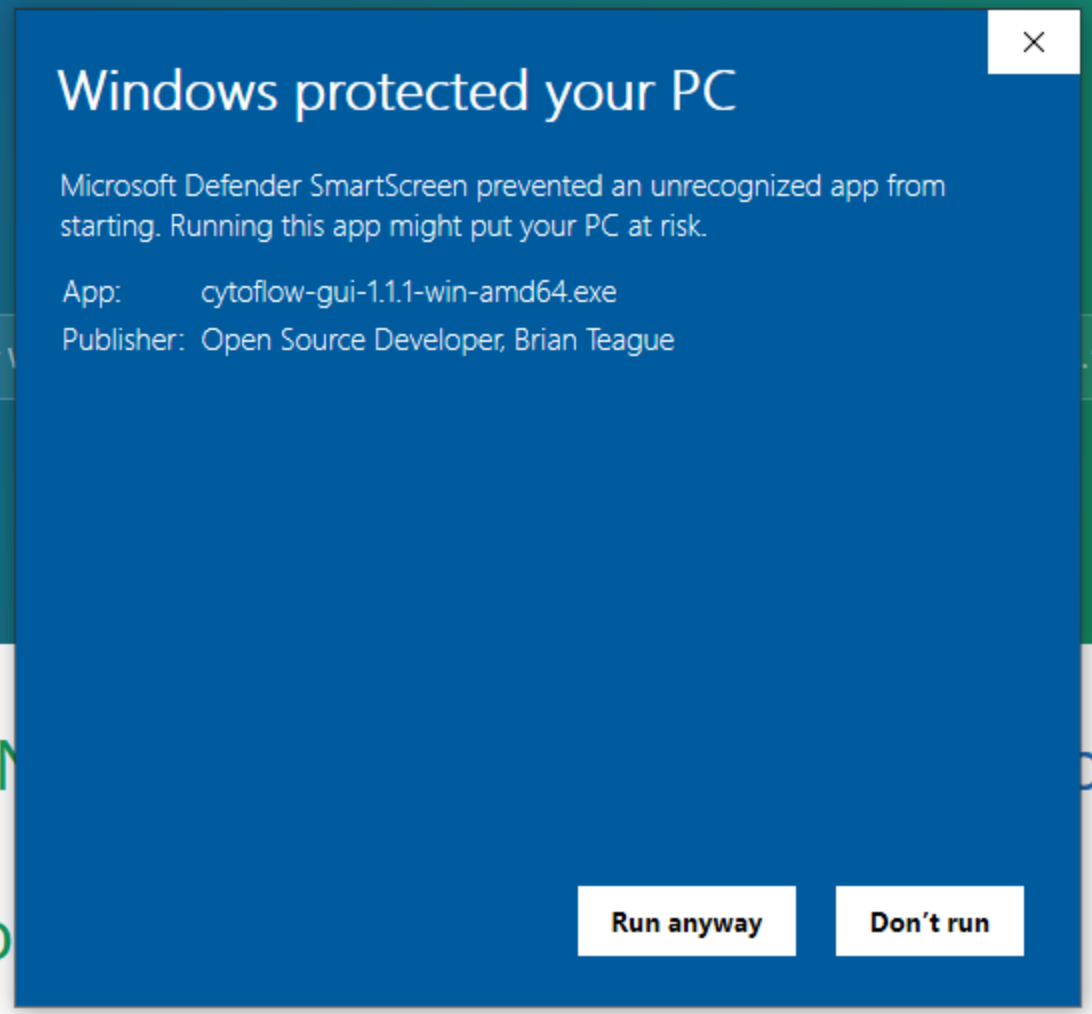 Windows protected your PC
Microsoft Defender SmartScreen prevented an unrecognized app from
starting. Running this app might put your PC at risk.
App: cytoflow-gui-1.1.1-win-amd64.exe
Publisher: Open Source Developer, Brian Teague
Run anyway Don’t run